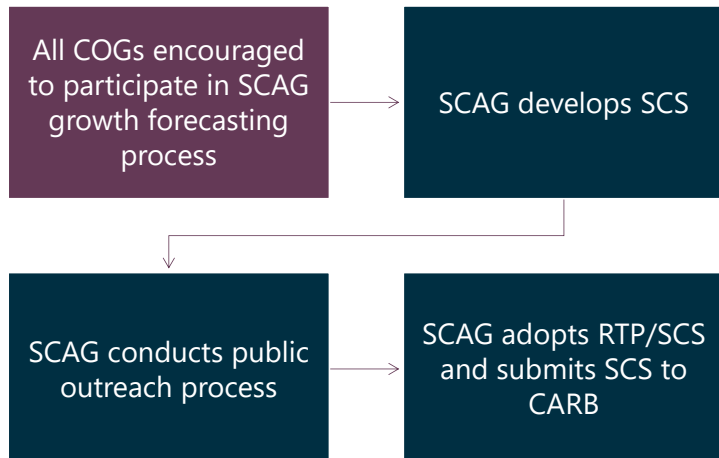 All COGs encouraged
to participate in SCAG
growth forecasting
process
SCAG develops SCS
SCAG conducts public
outreach process
SCAG adopts RTP/SCS
and submits SCS to
CARB